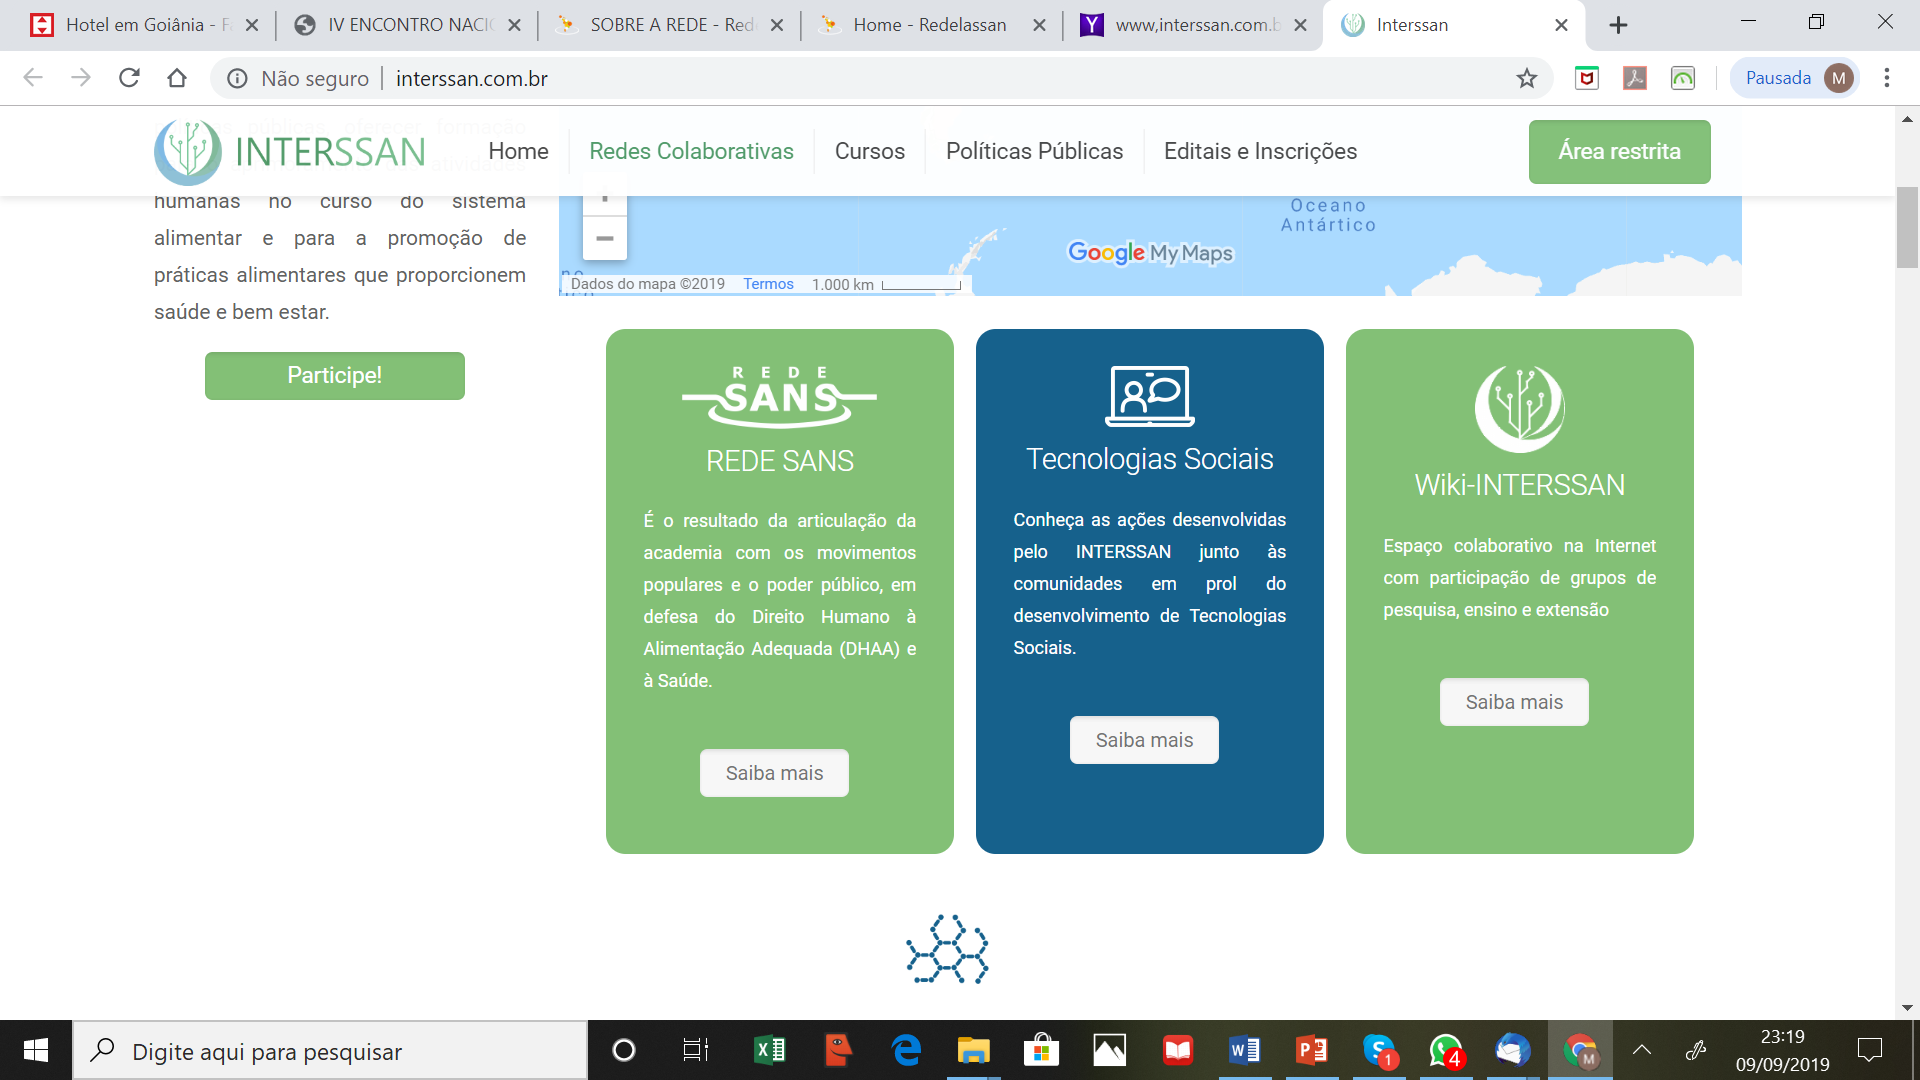 Hotel em Goiânia - F
IV ENCONTRO NACI
SOBRE A REDE - Red
Home - Redelassan
www,interssan.com.b
Interssan
Não seguro
interssan.com.br
Pausada
M
INTERSSAN
Home
Redes Colaborativas
Cursos
Políticas Públicas
Editais e Inscrições
Área restrita
humanas no curso do sistema
alimentar e para a promoção de
práticas alimentares que proporcionem
saúde e bem estar.
Participe!
Oceano
Antártico
Google My Maps
Dados do mapa ©2019
Termos
1.000 km
REDE
SANS
REDE SANS
É o resultado da articulação da
academia com os movimentos
populares e o poder público, em
defesa do Direito Humano à
Alimentação Adequada (DHAA) e
à Saúde.
Saiba mais
Tecnologias Sociais
Conheça as ações desenvolvidas
pelo INTERSSAN junto às
comunidades em prol do
desenvolvimento de Tecnologias
Sociais.
Saiba mais
Wiki-INTERSSAN
Espaço colaborativo na Internet
com participação de grupos de
pesquisa, ensino e extensão
Saiba mais
Digite aqui para pesquisar
1
4
M
23:19
09/09/2019